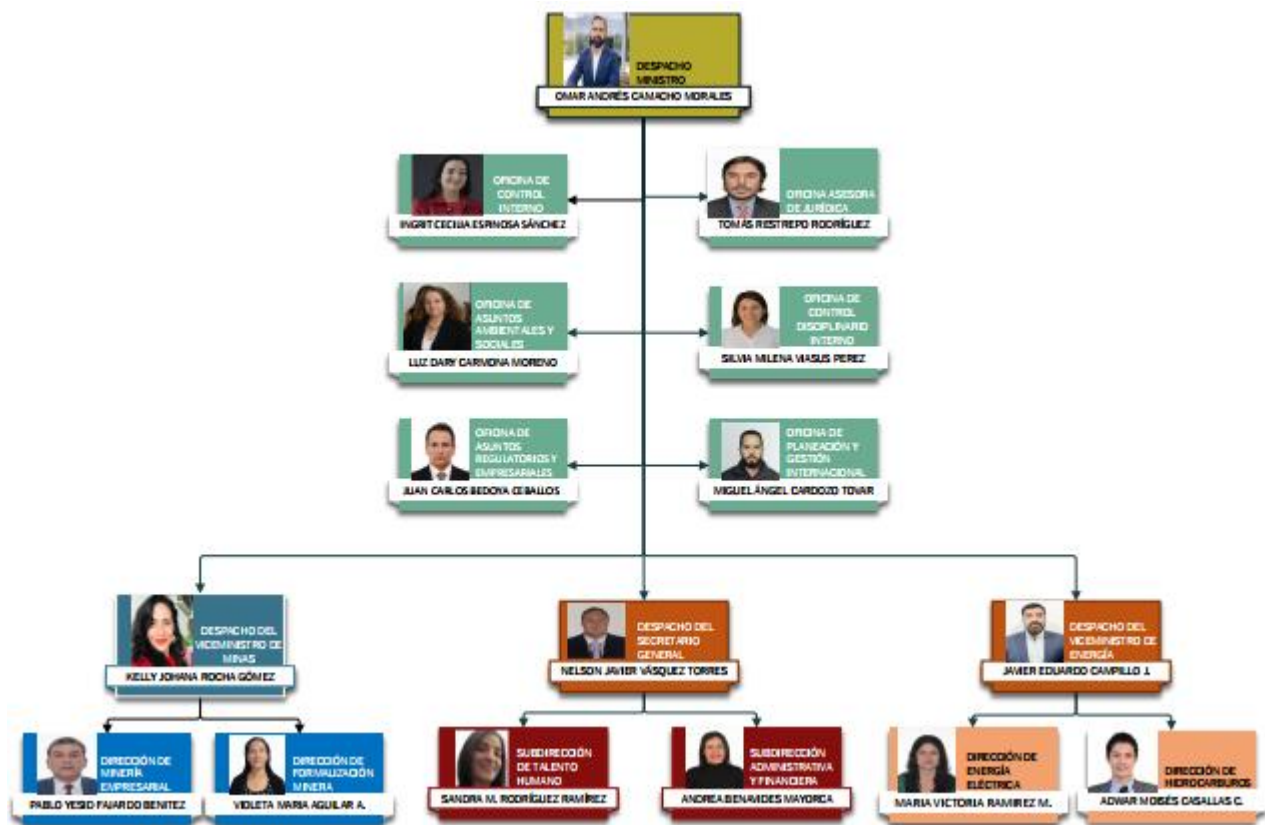 DESPACHO
MINISTRO
OMAR ANDRÉS CAMACHO MORALES
OFICINA DE
CONTROL
INTERNO
INGRIT CECILIA ESPINOSA SÁNCHEZ
OFICINA ASESORA
DE JURÍDICA
TOMÁS RESTREPO RODRÍGUEZ
OFICINA DE
ASUNTOS
AMBIENTALES Y
SOCIALES
LUZ DARY CARMONA MORENO
OFICINA DE
CONTROL
DISCIPLINARIO
INTERNO
SILVIA MILENA VIASUS PEREZ
OFICINA DE
ASUNTOS
REGULATORIOS Y
EMPRESARIALES
JUAN CARLOS BEDOYA CEBALLOS
OFICINA DE
PLANEACIÓN Y
GESTIÓN
INTERNACIONAL
MIGUEL ÁNGEL CARDOZO TOVAR
DESPACHO DEL
VICEMINISTRO DE
MINAS
KELLY JOHANA ROCHA GÓMEZ
DESPACHO DEL
SECRETARIO
GENERAL
NELSON JAVIER VÁSQUEZ TORRES
DESPACHO DEL
VICEMINISTRO DE
ENERGÍA
JAVIER EDUARDO CAMPILLO J.
DIRECCIÓN DE
MINERÍA
EMPRESARIAL
PABLO YESID FAJARDO BENITEZ
DIRECCIÓN DE
FORMALIZACIÓN
MINERA
VIOLETA MARIA AGUILAR A.
SUBDIRECCIÓN
DE TALENTO
HUMANO
SANDRA M. RODRÍGUEZ RAMÍREZ
SUBDIRECCIÓN
ADMINISTRATIVA
Y FINANCIERA
ANDREA BENAVIDES MAYORCA
DIRECCIÓN DE
ENERGÍA
ELÉCTRICA
MARIA VICTORIA RAMIREZ M.
DIRECCIÓN DE
HIDROCARBUROS
ADWAR MOISÉS CASALLAS C.